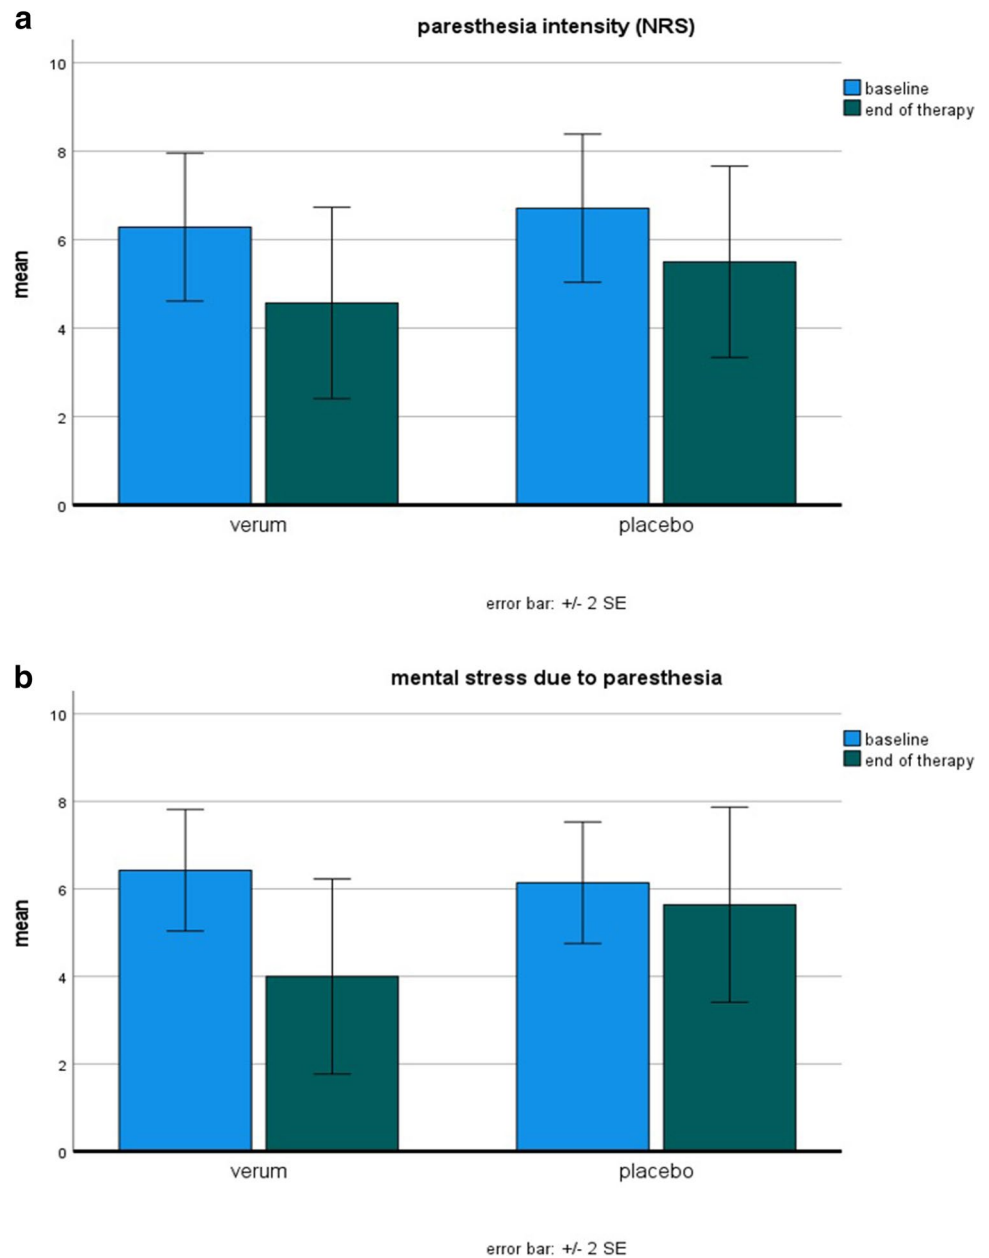 a
paresthesia intensity (NRS)
10
8
6
4
2
0
mean
baseline
end of therapy
verum
placebo
error bar: +/- 2 SE
b
mental stress due to paresthesia
10
8
6
4
2
0
mean
baseline
end of therapy
verum
placebo
error bar: +/- 2 SE